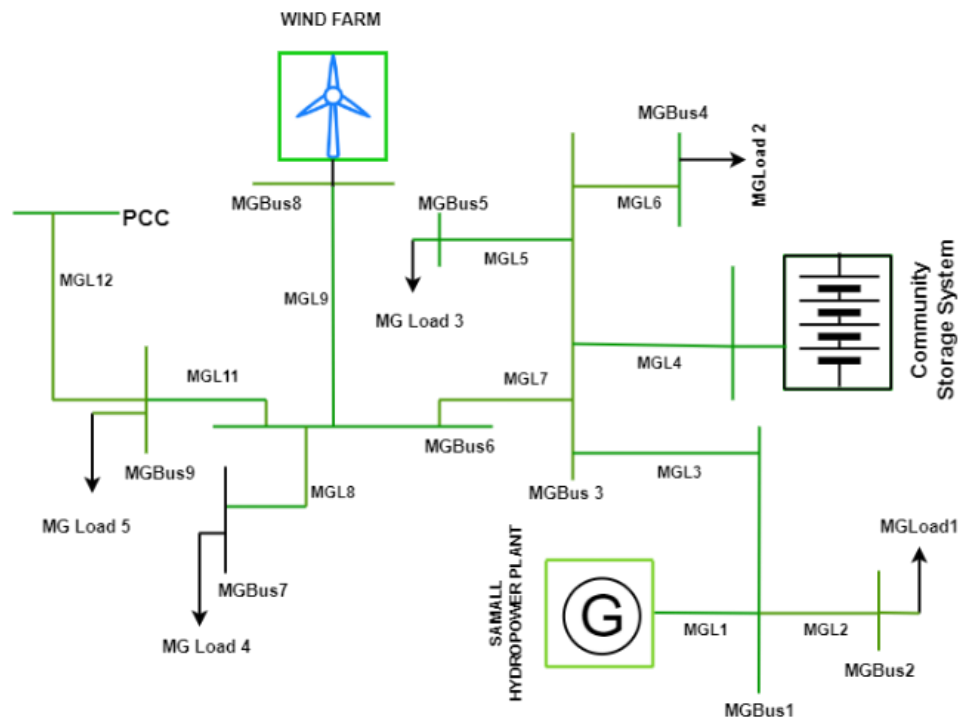 WIND FARM
MGBus4
MGLoad 2
MGBus8
MGBus5
MGL6
PCC
MGL5
MGL12
MGL9
MG Load 3
Community
Storage System
MGL4
MGL11
MGL7
MGBus6
MGBus9
MGL3
MGL8
MGBus 3
MG Load 5
MGLoad1
MGBus7
SAMALL
HYDROPOWER PLANT
G
MGL1
MGL2
MG Load 4
MGBus2
MGBus1